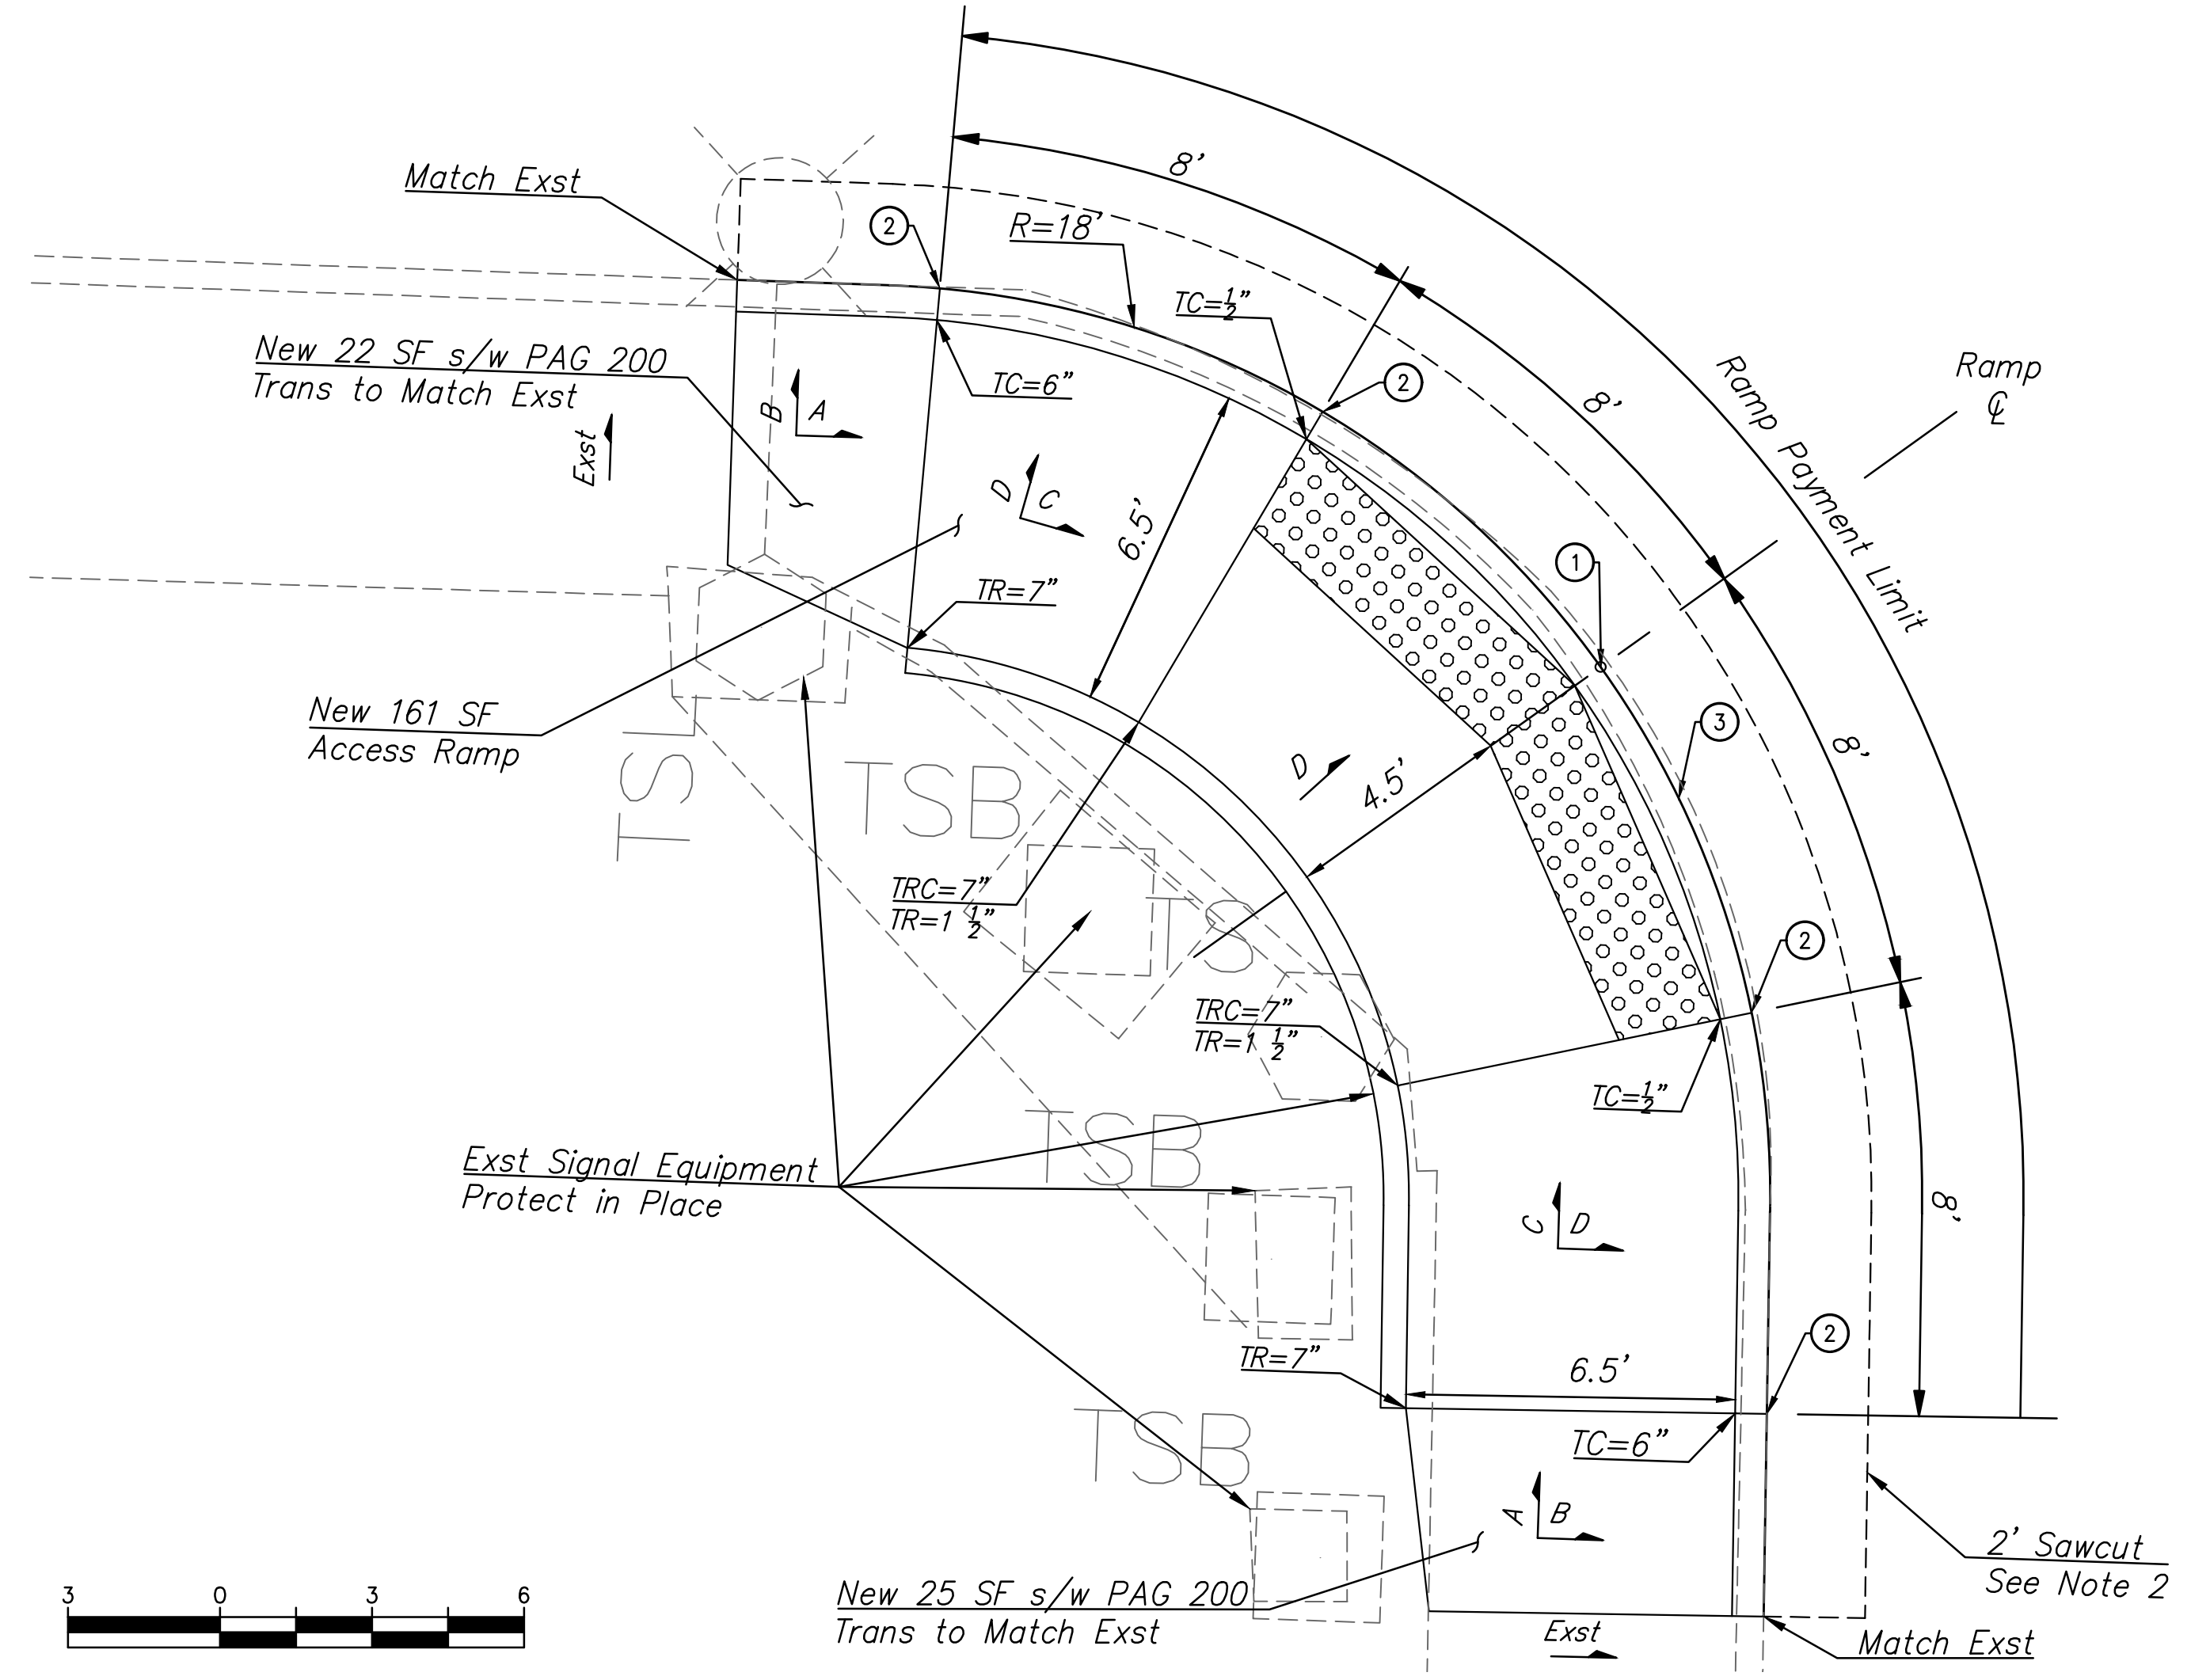 Match Exst
2
R=18'
8'
TC=1/2"
2
8'
Ramp
℄
Ramp Payment Limit
New 22 SF s/w PAG 200
Trans to Match Exst
Exst
B
A
TC=6"
D
C
6.5'
1
TR=7"
New 161 SF
Access Ramp
3
8'
TS
TSB
D
4.5'
TRC=7"
TR=1 1/2"
TS
2
TRC=7"
TR=1 1/2"
TC=1/2"
TSB
Exst Signal Equipment
Protect in Place
C
D
8'
TR=7"
6.5'
2
TSB
TC=6"
A
B
2' Sawcut
See Note 2
New 25 SF s/w PAG 200
Trans to Match Exst
Exst
Match Exst
3 0 3 6